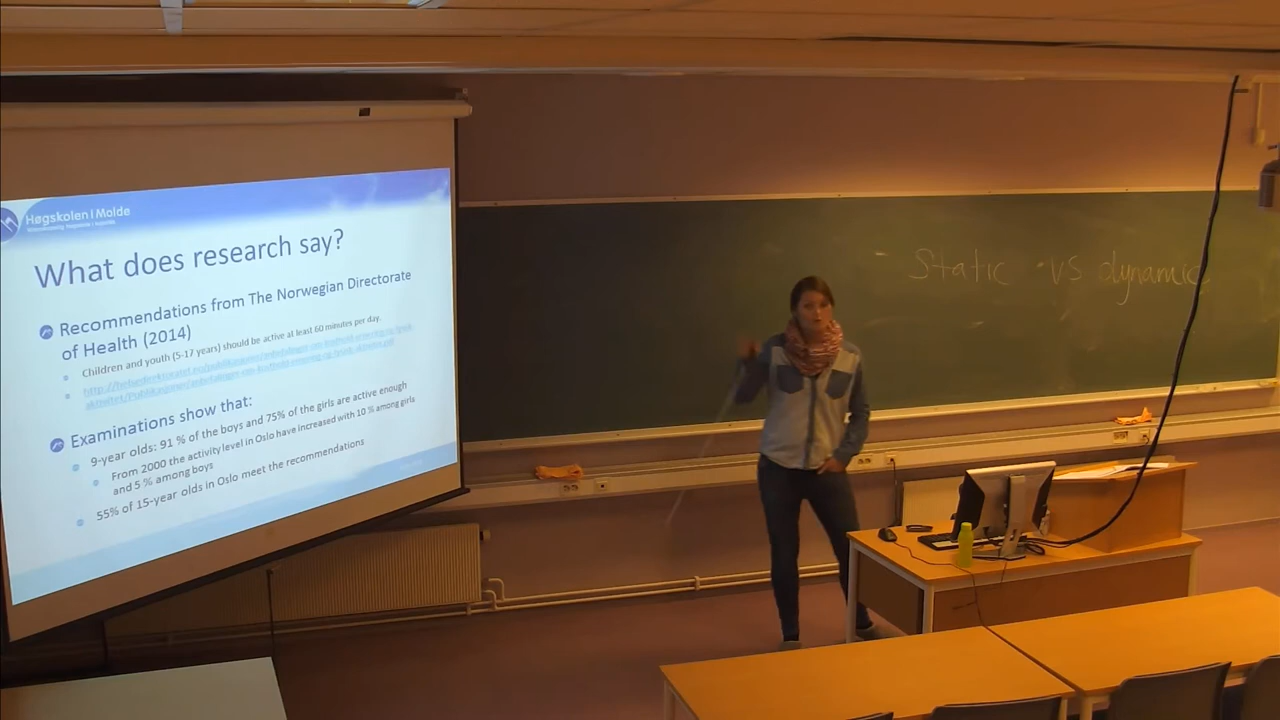 Høgskolen i Molde
What does research say?
Recommendations from The Norwegian Directorate
of Health (2014)
Children and youth (5-17 years) should be active at least 60 minutes per day.
Examinations show that:
9-year olds: 91 % of the boys and 75% of the girls are active enough
From 2000 the activity level in Oslo have increased with 10 % among girls
and 5 % among boys
55% of 15-year olds in Oslo meet the recommendations
Static vs dynamic